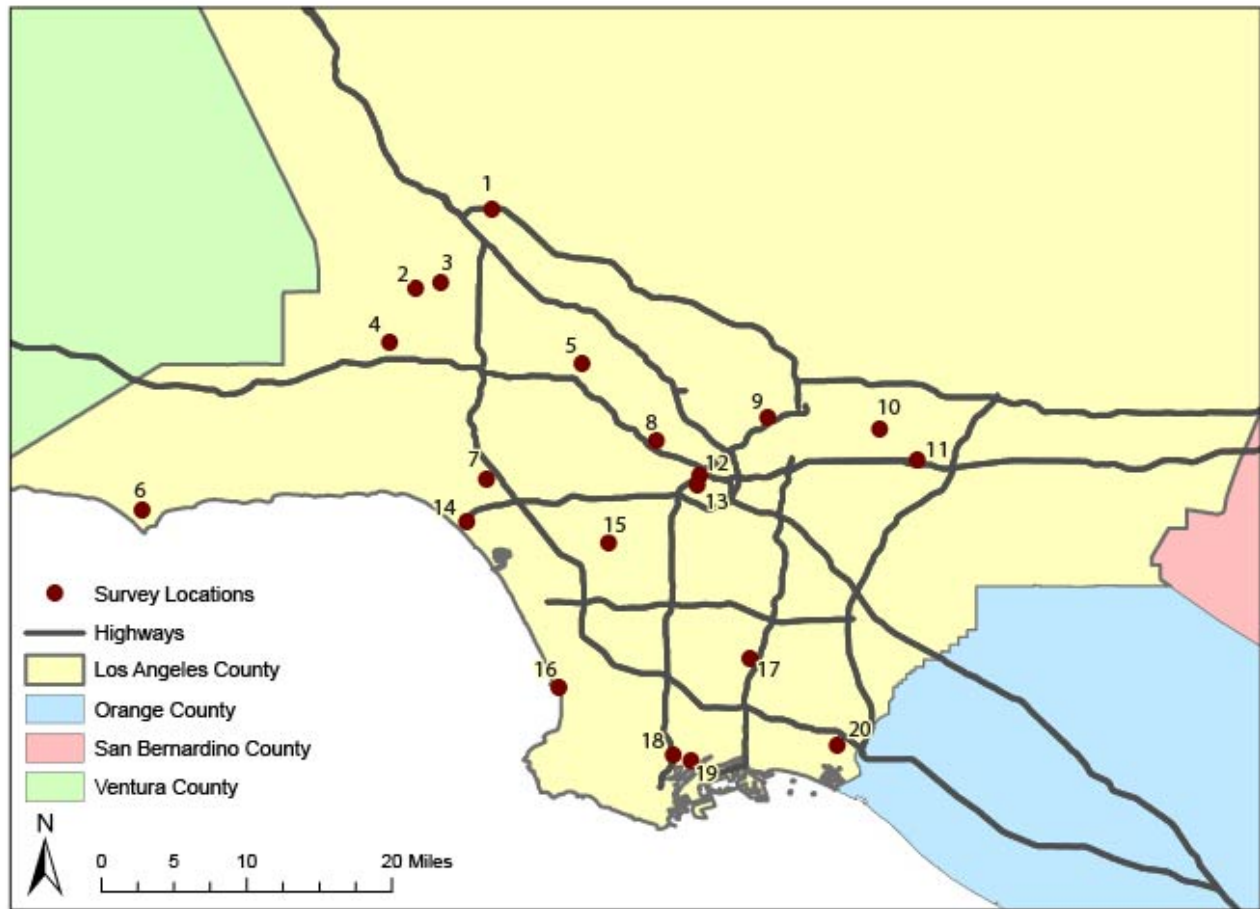 1
2
3
4
5
6
7
8
9
10
11
12
13
14
15
16
17
18
19
20
Survey Locations
Highways
Los Angeles County
Orange County
San Bernardino County
Ventura County
N
0 5 10 20 Miles